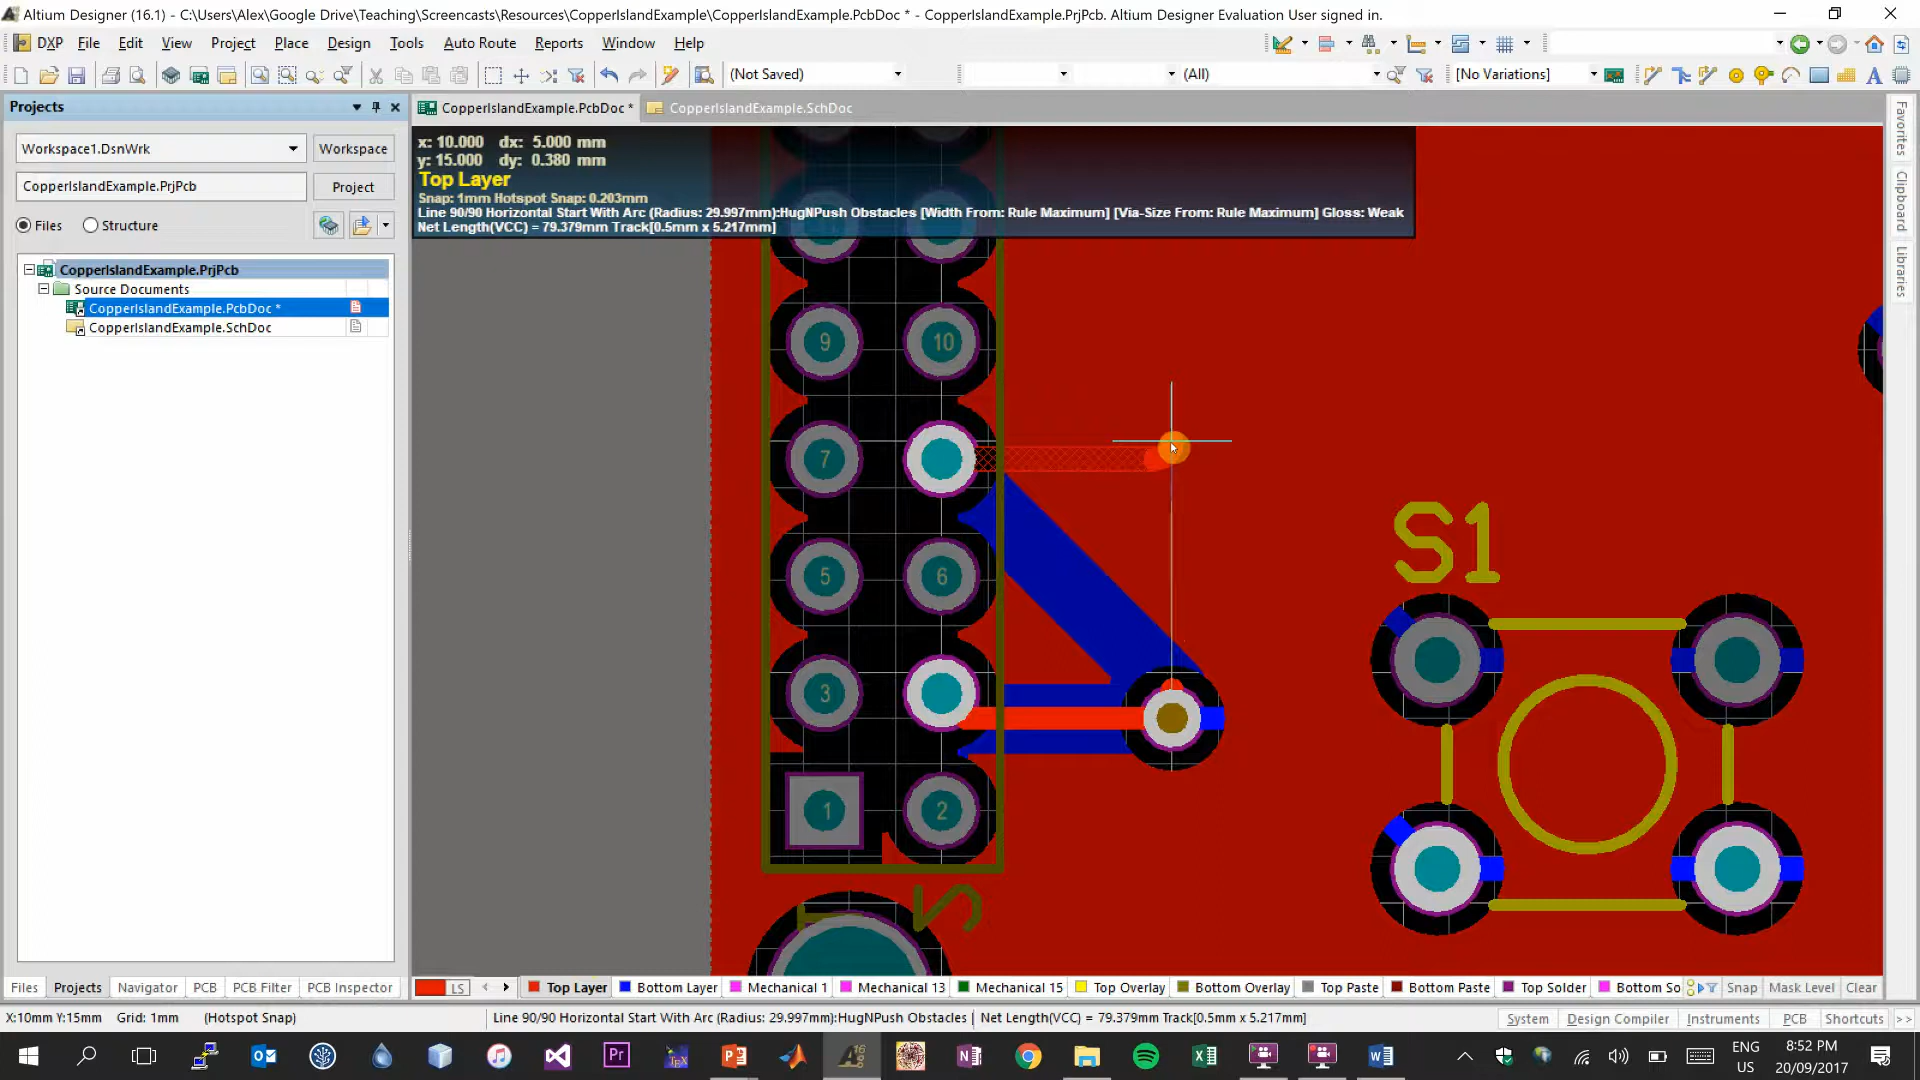 Altium Designer (16.1) - C:\Users\Alex\Google Drive\Teaching\Screencasts\Resources\CopperIslandExample\CopperIslandExample.PcbDoc * - CopperIslandExample.PrjPcb. Altium Designer Evaluation User signed in.
DXP File Edit View Project Place Design Tools Auto Route Reports Window Help
(Not Saved) (All) [No Variations]
Projects
CopperIslandExample.PcbDoc * CopperIslandExample.SchDoc
Workspace1.DsnWrk Workspace
CopperIslandExample.PrjPcb Project
Files Structure
CopperIslandExample.PrjPcb
Source Documents
CopperIslandExample.PcbDoc *
CopperIslandExample.SchDoc
x: 10.000 dx: 5.000 mm
y: 15.000 dy: 0.380 mm
Top Layer
Snap: 1mm Hotspot Snap: 0.203mm
Line 90/90 Horizontal Start With Arc (Radius: 29.997mm):HugNPush Obstacles [Width From: Rule Maximum] [Via-Size From: Rule Maximum] Gloss: Weak
Net Length(VCC) = 79.379mm Track[0.5mm x 5.217mm]
9 10
7
5 6
3
1 2
S1
Favorites
Clipboard
Libraries
Files Projects Navigator PCB PCB Filter PCB Inspector
LS Top Layer Bottom Layer Mechanical 1 Mechanical 13 Mechanical 15 Top Overlay Bottom Overlay Top Paste Bottom Paste Top Solder Bottom So Snap Mask Level Clear
X:10mm Y:15mm Grid: 1mm (Hotspot Snap) Line 90/90 Horizontal Start With Arc (Radius: 29.997mm):HugNPush Obstacles Net Length(VCC) = 79.379mm Track[0.5mm x 5.217mm] System Design Compiler Instruments PCB Shortcuts >>
ENG
US
8:52 PM
20/09/2017